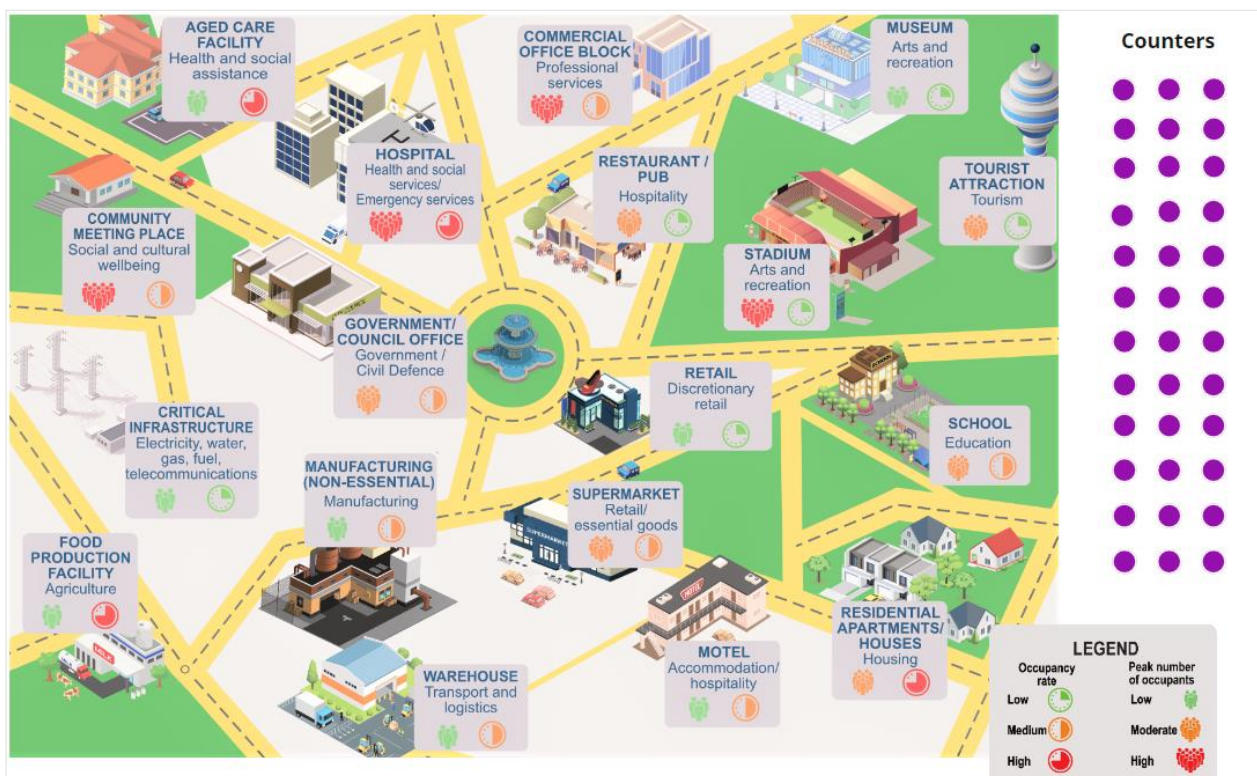 AGED CARE
FACILITY
Health and social
assistance
COMMERCIAL
OFFICE BLOCK
Professional
services
MUSEUM
Arts and
recreation
Counters
HOSPITAL
Health and social
services/
Emergency services
H
RESTAURANT /
PUB
Hospitality
TOURIST
ATTRACTION
Tourism
COMMUNITY
MEETING PLACE
Social and cultural
wellbeing
STADIUM
Arts and
recreation
GOVERNMENT/
COUNCIL OFFICE
Government /
Civil Defence
RETAIL
Discretionary
retail
SCHOOL
Education
CRITICAL
INFRASTRUCTURE
Electricity, water,
gas, fuel,
telecommunications
MANUFACTURING
(NON-ESSENTIAL)
Manufacturing
SUPERMARKET
Retail/
essential goods
SUPERMARKET
FOOD
PRODUCTION
FACILITY
Agriculture
MILK
WAREHOUSE
Transport and
logistics
MOTEL
MOTEL
Accommodation/
hospitality
RESIDENTIAL
APARTMENTS/
HOUSES
Housing
LEGEND
Occupancy
rate
Peak number
of occupants
Low
Low
Medium
Moderate
High
High